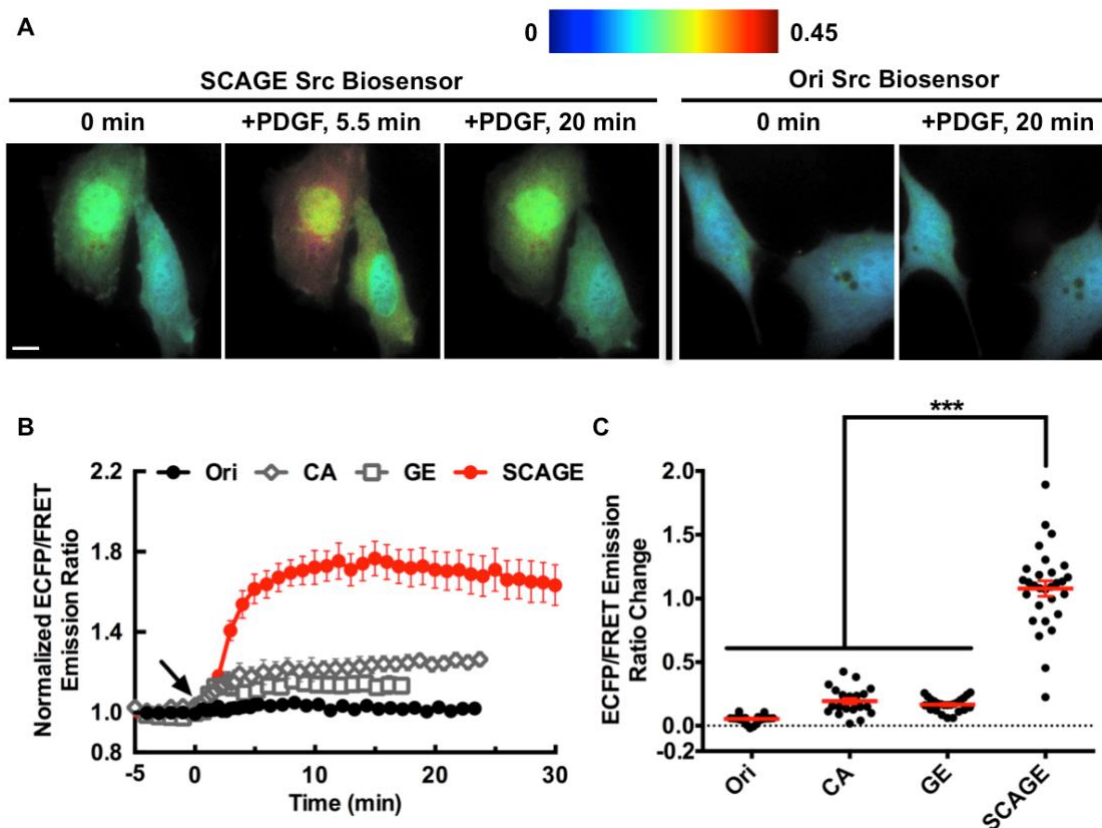 A
0
0.45
SCAGE Src Biosensor
Ori Src Biosensor
0 min
+PDGF, 5.5 min
+PDGF, 20 min
0 min
+PDGF, 20 min
B
Ori
CA
GE
SCAGE
Normalized ECFP/FRET
Emission Ratio
2.2
1.8
1.4
1.0
0.8
-5
0
10
20
30
Time (min)
C
***
ECFP/FRET Emission
Ratio Change
2.0
1.5
1.0
0.5
0.0
-0.2
Ori
CA
GE
SCAGE